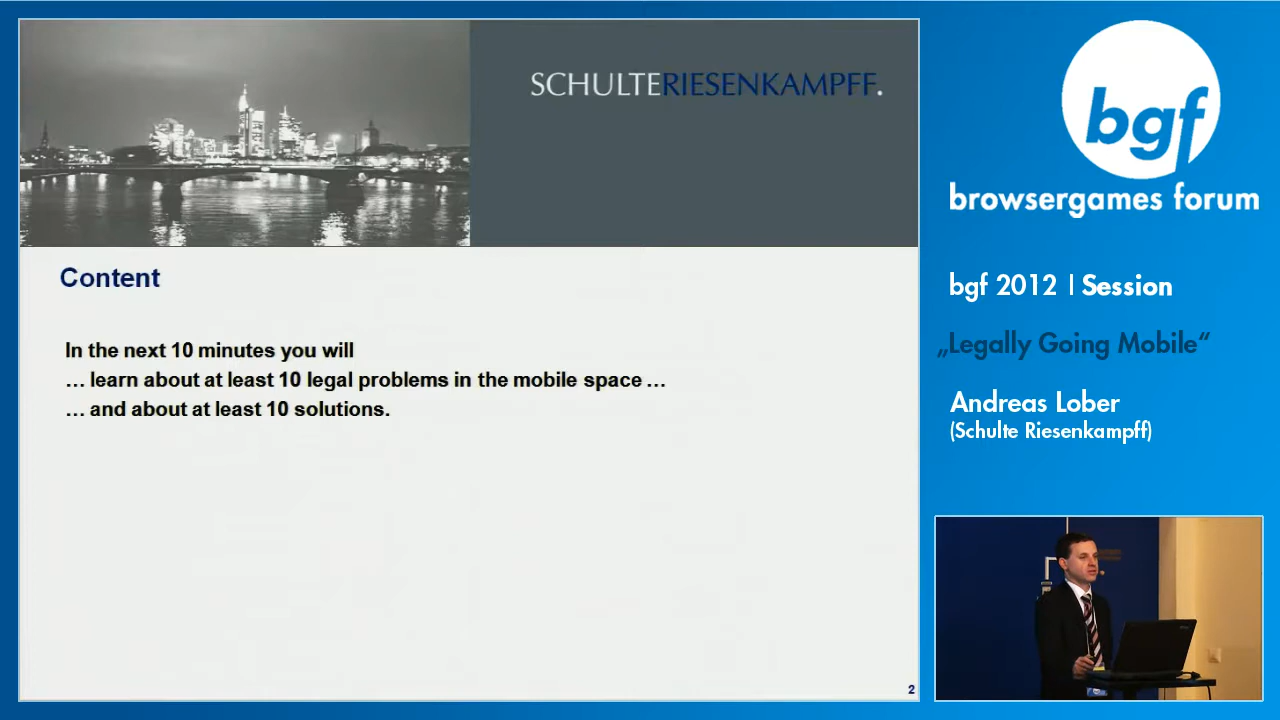 SCHULTERIESENKAMPFF.
Content
In the next 10 minutes you will
… learn about at least 10 legal problems in the mobile space …
… and about at least 10 solutions.
2
bgf
browsergames forum
bgf 2012 | Session
„Legally Going Mobile“
Andreas Lober
(Schulte Riesenkampff)